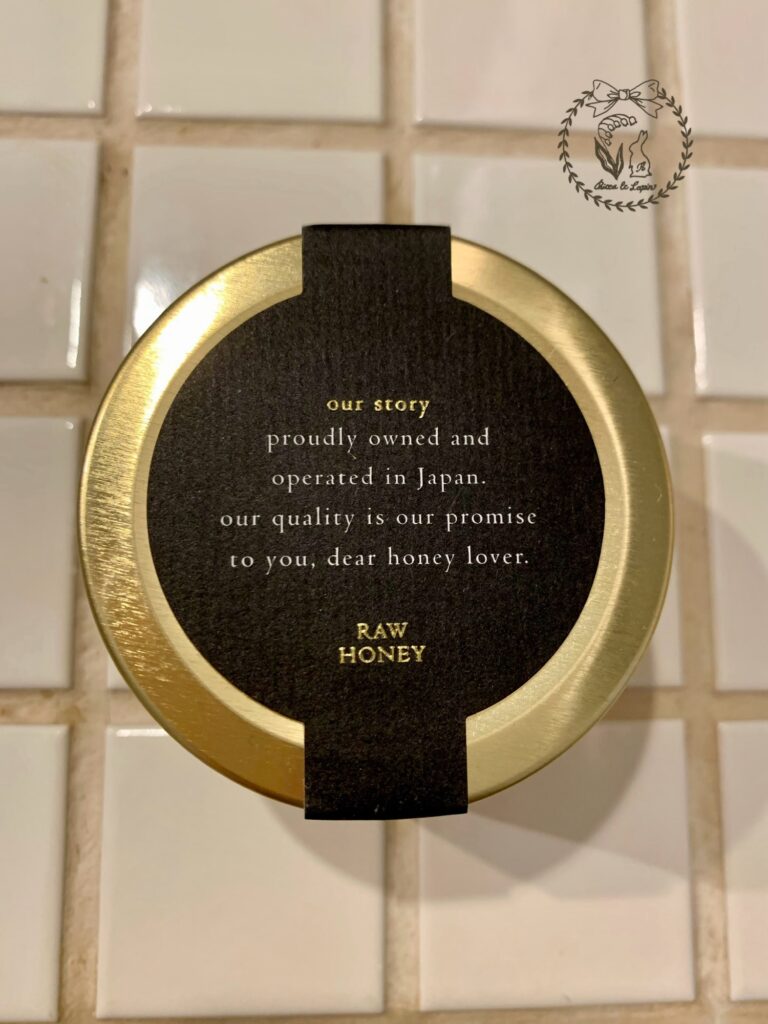 our story
proudly owned and
operated in Japan.
our quality is our promise
to you, dear honey lover.
RAW
HONEY